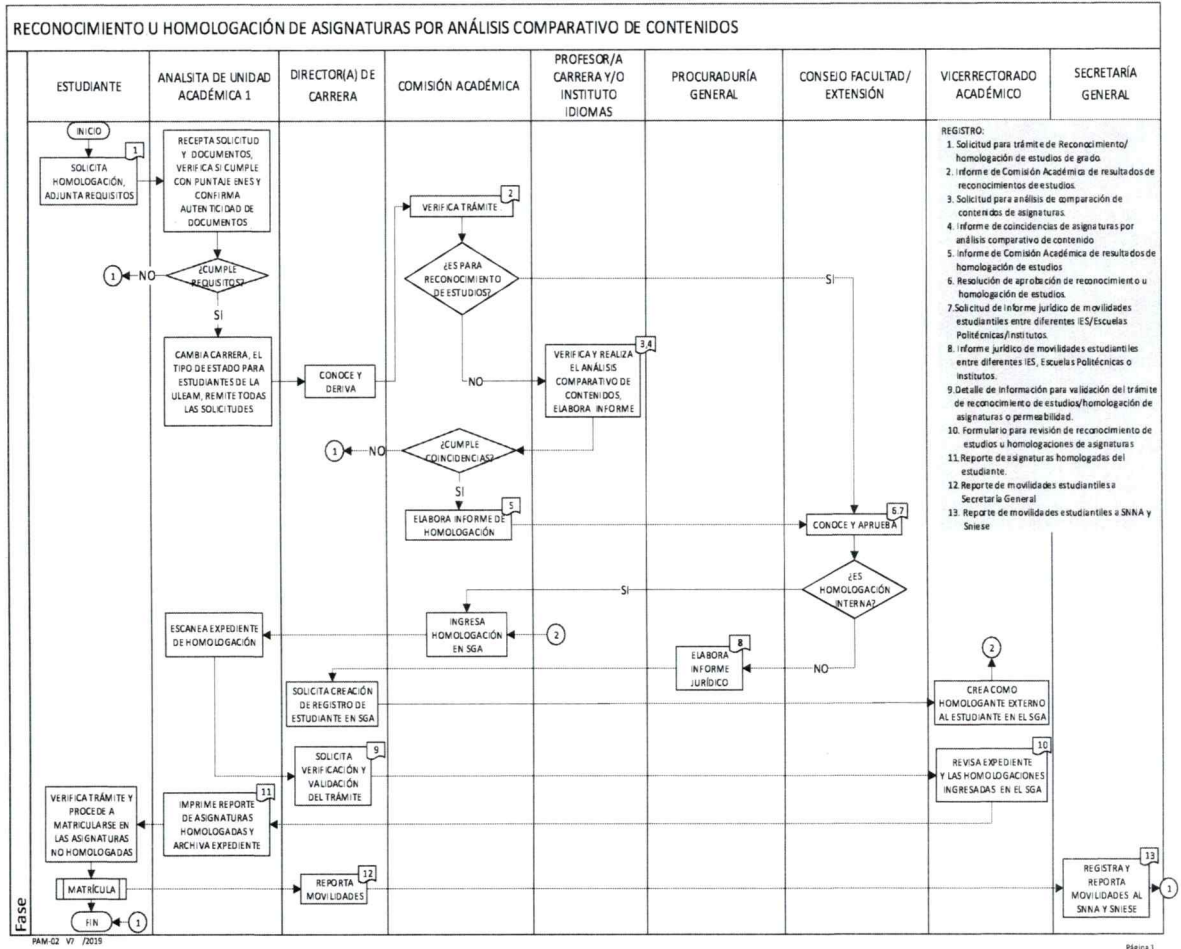 RECONOCIMIENTO U HOMOLOGACIÓN DE ASIGNATURAS POR ANÁLISIS COMPARATIVO DE CONTENIDOS
Fase
ESTUDIANTE
ANALSITA DE UNIDAD
ACADÉMICA 1
DIRECTOR(A) DE
CARRERA
COMISIÓN ACADÉMICA
PROFESOR/A
CARRERA Y/O
INSTITUTO
IDIOMAS
PROCURADURÍA
GENERAL
CONSEJO FACULTAD/
EXTENSIÓN
VICERRECTORADO
ACADÉMICO
SECRETARÍA
GENERAL
INICIO
1
SOLICITA
HOMOLOGACIÓN,
ADJUNTA REQUISITOS
RECEPTA SOLICITUD
Y DOCUMENTOS,
VERIFICA SI CUMPLE
CON PUNTAJE ENES Y
CONFIRMA
AUTENTICIDAD DE
DOCUMENTOS
¿CUMPLE
REQUISITOS?
NO
1
SI
CAMBIA CARRERA, EL
TIPO DE ESTADO PARA
ESTUDIANTES DE LA
ULEAM, REMITE TODAS
LAS SOLICITUDES
CONOCE Y
DERIVA
2
VERIFICA TRÁMITE .
¿ES PARA
RECONOCIMIENTO
DE ESTUDIOS?
SI
NO
3,4
VERIFICA Y REALIZA
EL ANÁLISIS
COMPARATIVO DE
CONTENIDOS,
ELABORA INFORME
¿CUMPLE
COINCIDENCIAS?
NO
1
SI
5
ELABORA INFORME DE
HOMOLOGACIÓN
6.7
CONOCE Y APRUEBA
¿ES
HOMOLOGACIÓN
INTERNA?
SI
NO
INGRESA
HOMOLOGACIÓN
EN SGA
2
ESCANEA EXPEDIENTE
DE HOMOLOGACIÓN
8
ELABORA
INFORME
JURÍDICO
SOLICITA CREACIÓN
DE REGISTRO DE
ESTUDIANTE EN SGA
2
CREA COMO
HOMOLOGANTE EXTERNO
AL ESTUDIANTE EN EL SGA
9
SOLICITA
VERIFICACIÓN Y
VALIDACIÓN
DEL TRÁMITE
10
REVISA EXPEDIENTE
Y LAS HOMOLOGACIONES
INGRESADAS EN EL SGA
11
IMPRIME REPORTE
DE ASIGNATURAS
HOMOLOGADAS Y
ARCHIVA EXPEDIENTE
VERIFICA TRÁMITE Y
PROCEDE A
MATRICULARSE EN
LAS ASIGNATURAS
NO HOMOLOGADAS
MATRÍCULA
12
REPORTA
MOVILIDADES
13
REGISTRA Y
REPORTA
MOVILIDADES AL
SNNA Y SNIESE
1
FIN
1
REGISTRO:
1. Solicitud para trámite de Reconocimiento/
homologación de estudios de grado.
2. Informe de Comisión Académica de resultados de
reconocimientos de estudios.
3. Solicitud para análisis de comparación de
contenidos de asignaturas.
4. Informe de coincidencias de asignaturas por
análisis comparativo de contenido
5. Informe de Comisión Académica de resultados de
homologación de estudios
6. Resolución de aprobación de reconocimiento u
homologación de estudios.
7.Solicitud de informe jurídico de movilidades
estudiantiles entre diferentes IES/Escuelas
Politécnicas/Institutos.
8. Informe jurídico de movilidades estudiantiles
entre diferentes IES, Escuelas Politécnicas o
Institutos.
9.Detalle de información para validación del trámite
de reconocimiento de estudios/homologación de
asignaturas o permeabilidad.
10. Formulario para revisión de reconocimiento de
estudios u homologaciones de asignaturas
11.Reporte de asignaturas homologadas del
estudiante.
12.Reporte de movilidades estudiantiles a
Secretaría General
13. Reporte de movilidades estudiantiles a SNNA y
Sniese
PAM-02 V7 /2019
Página 1